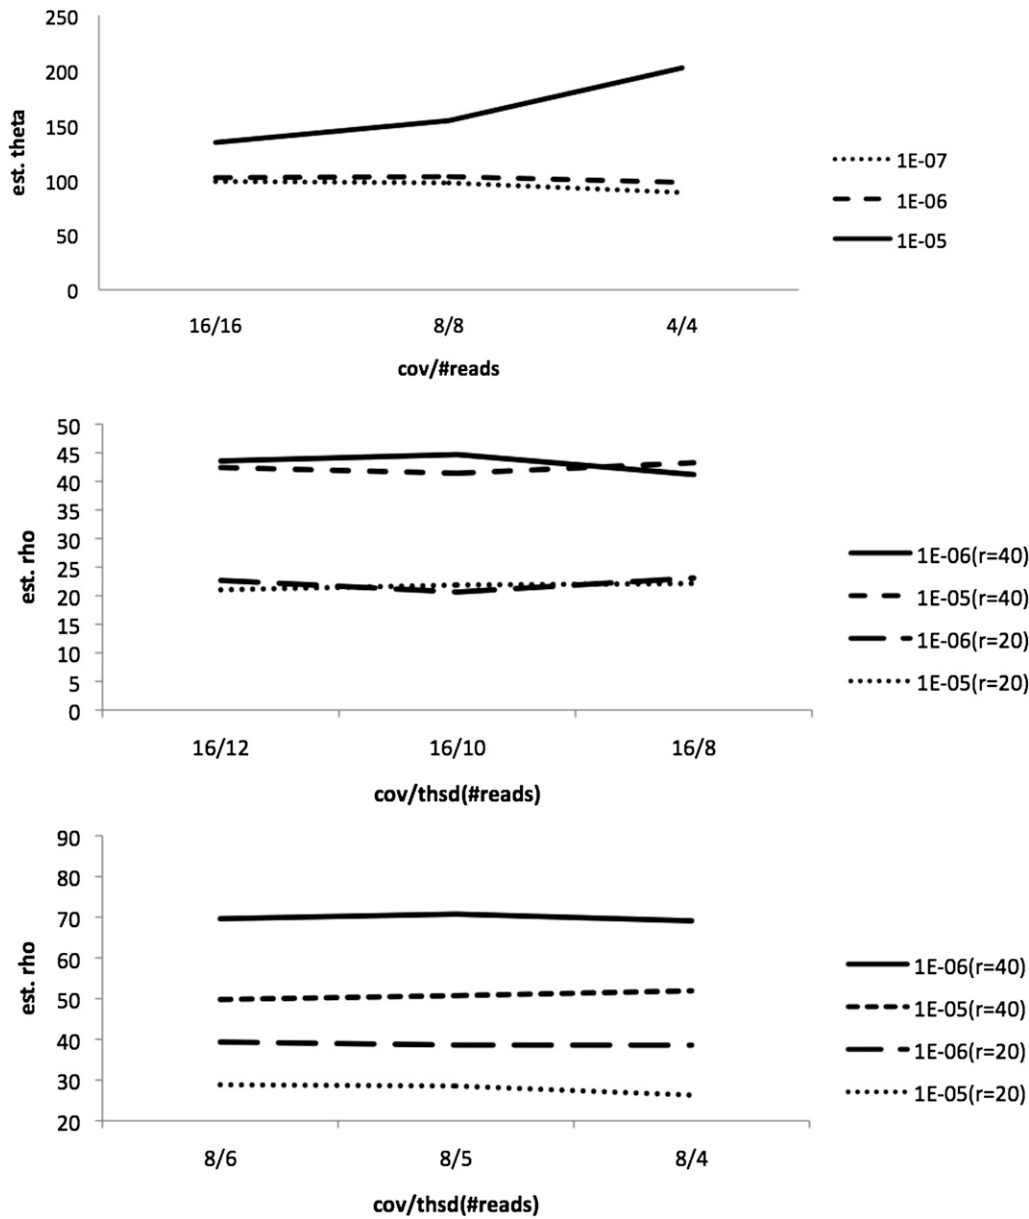 250
200
150
100
50
0
est. theta
16/16 8/8 4/4
cov/#reads
1E-07
1E-06
1E-05
50
45
40
35
30
25
20
15
10
5
0
est. rho
16/12 16/10 16/8
cov/thsd(#reads)
1E-06(r=40)
1E-05(r=40)
1E-06(r=20)
1E-05(r=20)
90
80
70
60
50
40
30
20
est. rho
8/6 8/5 8/4
cov/thsd(#reads)
1E-06(r=40)
1E-05(r=40)
1E-06(r=20)
1E-05(r=20)